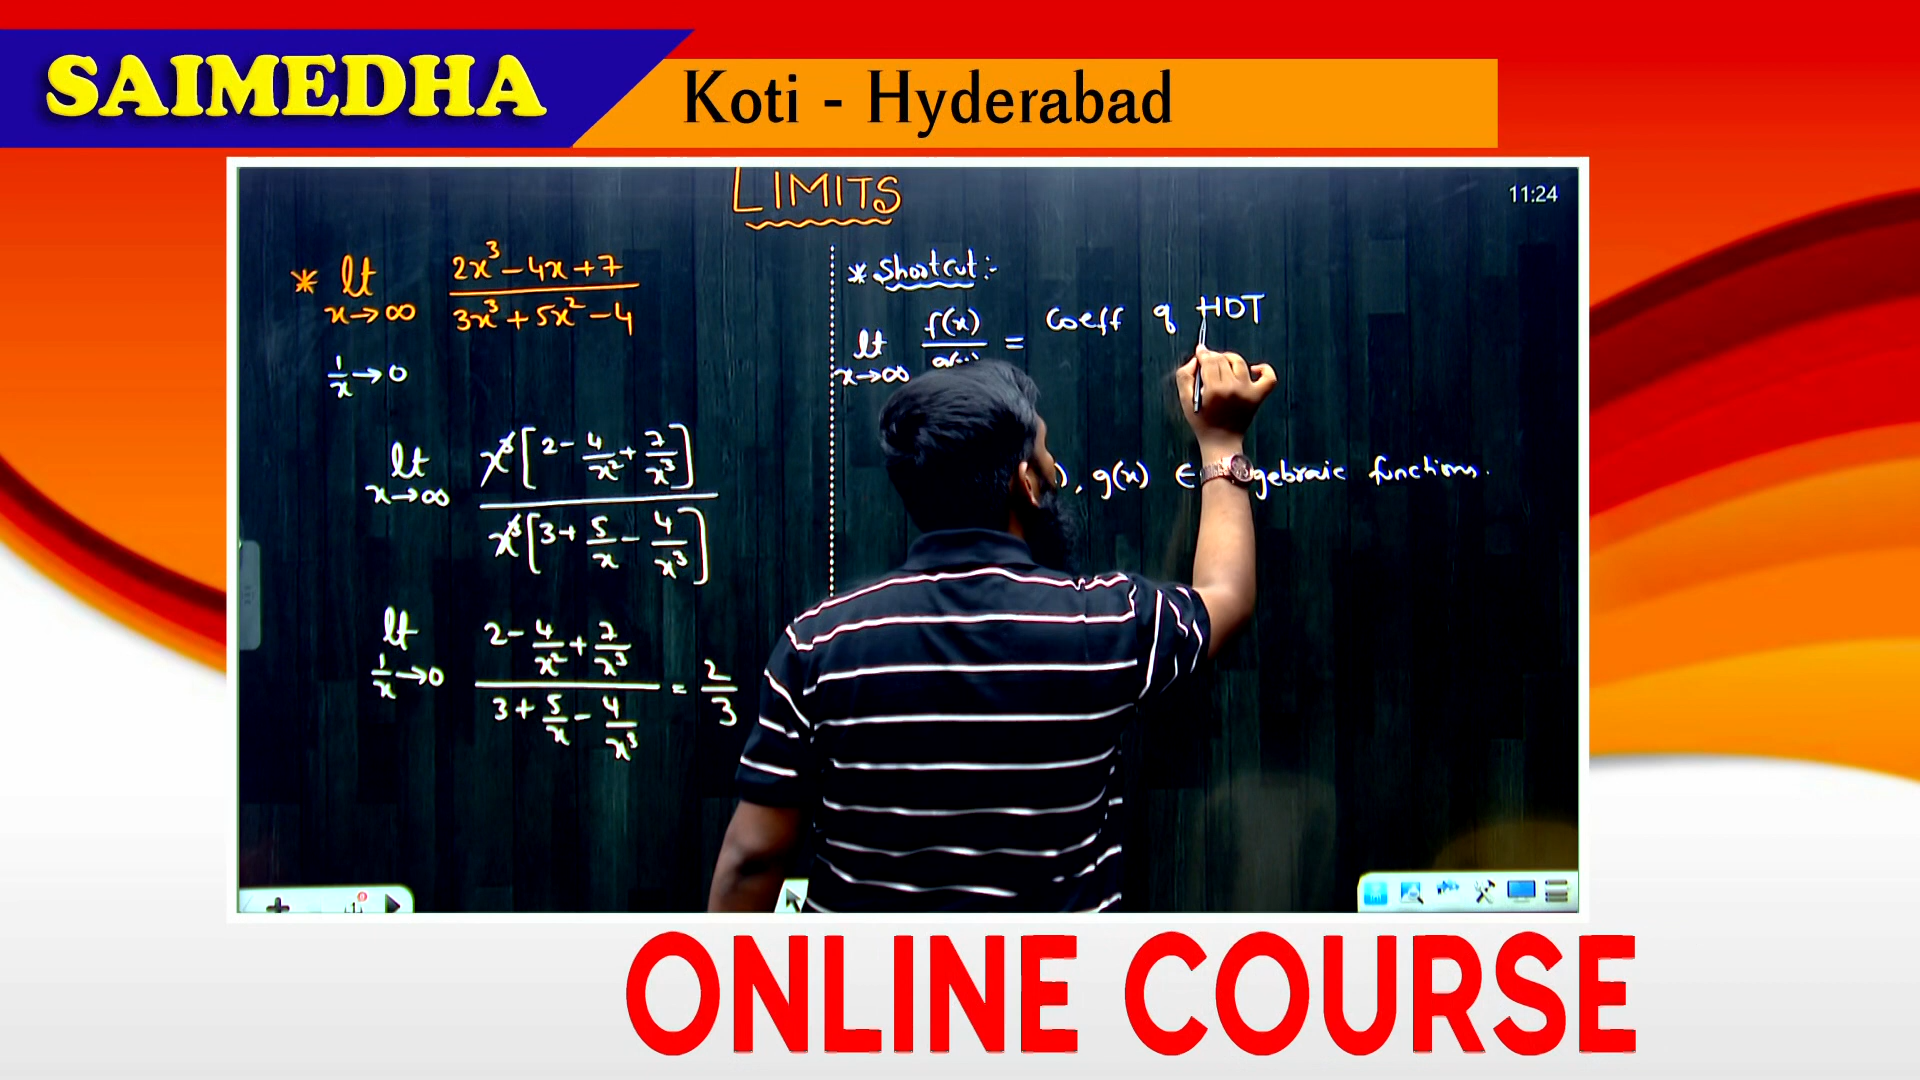 SAIMEDHA
Koti - Hyderabad
LIMITS
11:24
* lt x→∞ (2x³ - 4x + 7)/(3x³ + 5x² - 4)
1/x → 0
lt x→∞ x³[2 - 4/x² + 7/x³]/x³[3 + 5/x - 4/x³]
lt 1/x→0 (2 - 4/x² + 7/x³)/(3 + 5/x - 4/x³) = 2/3
* Shortcut:-
lt x→∞ f(x)/ = Coeff of HDT
), g(x) ∈ gebraic functions.
ONLINE COURSE